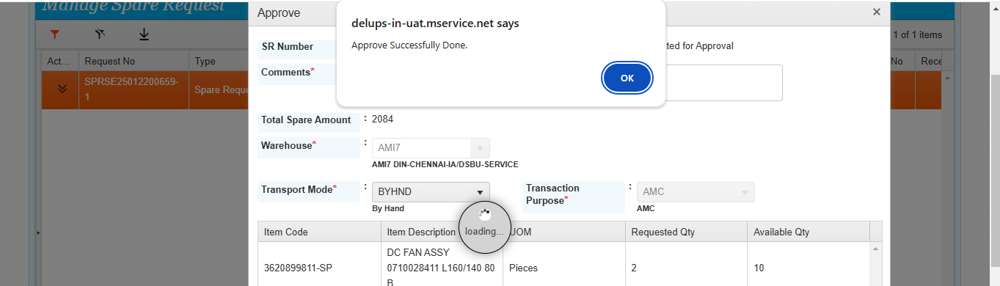 Manage Spare Request
Approve
delups-in-uat.mservice.net says
Approve Successfully Done.
OK
1 of 1 items
Act...
Request No
Type
No
Rece
SPRSE25012200659-
1
Spare Reque
SR Number
ted for Approval
Comments*
Total Spare Amount : 2084
Warehouse* : AMI7
AMI7 DIN-CHENNAI-IA/DSBU-SERVICE
Transport Mode* : BYHND
By Hand
Transaction
Purpose*
: AMC
AMC
loading...
Item Code
Item Description
UOM
Requested Qty
Available Qty
3620899811-SP
DC FAN ASSY
0710028411 L160/140 80
B
Pieces
2
10